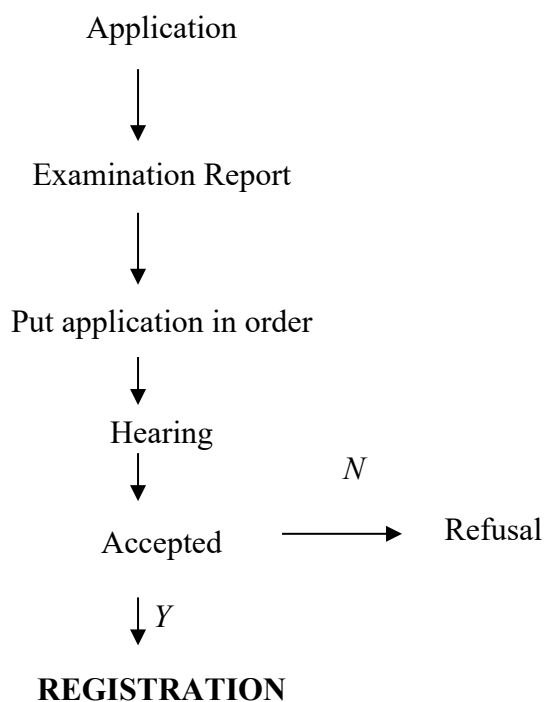 Application
Examination Report
Put application in order
Hearing
N
Accepted
Refusal
Y
REGISTRATION